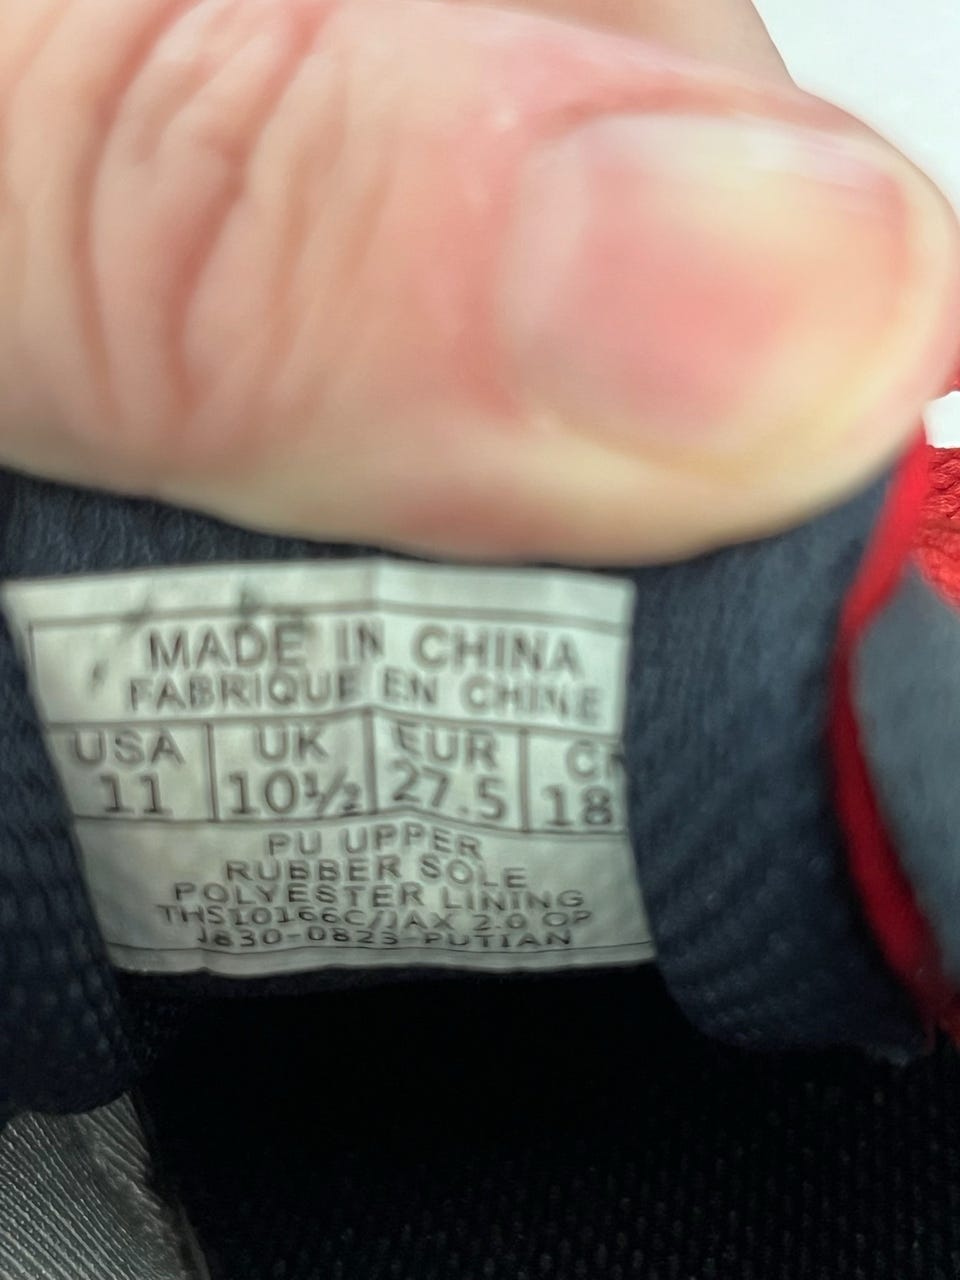 MADE IN CHINA
FABRIQUE EN CHINE
USA UK EUR
11 10½ 27.5 18
PU UPPER
RUBBER SOLE
POLYESTER LINING
THS10166C/JAX 2.0 OP
J830-0823-PUTIAN